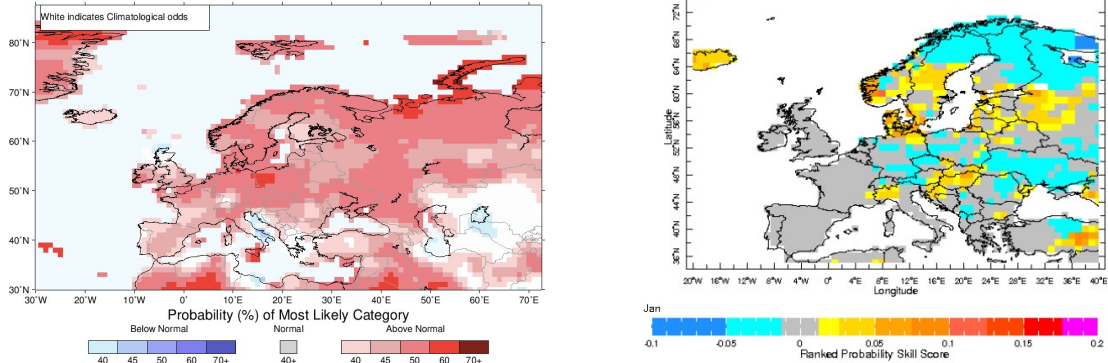 White indicates Climatological odds
80°N
70°N
60°N
50°N
40°N
30°N
30°W 20°W 10°W 0° 10°E 20°E 30°E 40°E 50°E 60°E 70°E
Probability (%) of Most Likely Category
Below Normal Normal Above Normal
40 45 50 60 70+ 40+ 40 45 50 60 70+
72°N
68°N
64°N
60°N
56°N
52°N
48°N
44°N
40°N
36°N
Latitude
20°W 16°W 12°W 8°W 4°W 0° 4°E 8°E 12°E 16°E 20°E 24°E 28°E 32°E 36°E 40°E
Longitude
Jan
-0.1 -0.05 0 0.05 0.1 0.15 0.2
Ranked Probability Skill Score